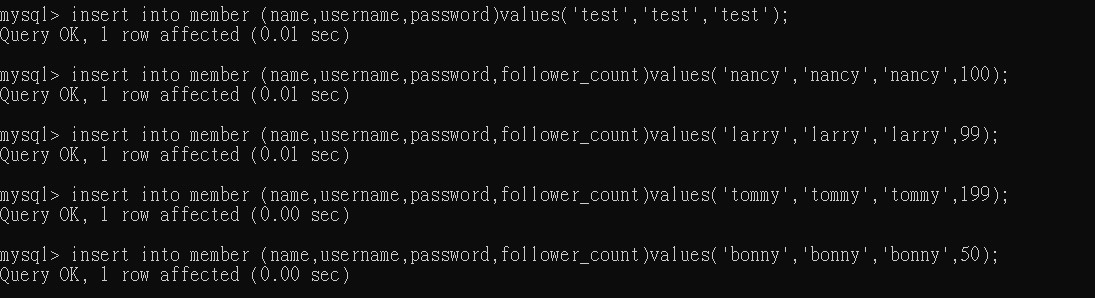 mysql> insert into member (name,username,password)values('test','test','test');
Query OK, 1 row affected (0.01 sec)
mysql> insert into member (name,username,password,follower_count)values('nancy','nancy','nancy',100);
Query OK, 1 row affected (0.01 sec)
mysql> insert into member (name,username,password,follower_count)values('larry','larry','larry',99);
Query OK, 1 row affected (0.01 sec)
mysql> insert into member (name,username,password,follower_count)values('tommy','tommy','tommy',199);
Query OK, 1 row affected (0.00 sec)
mysql> insert into member (name,username,password,follower_count)values('bonny','bonny','bonny',50);
Query OK, 1 row affected (0.00 sec)